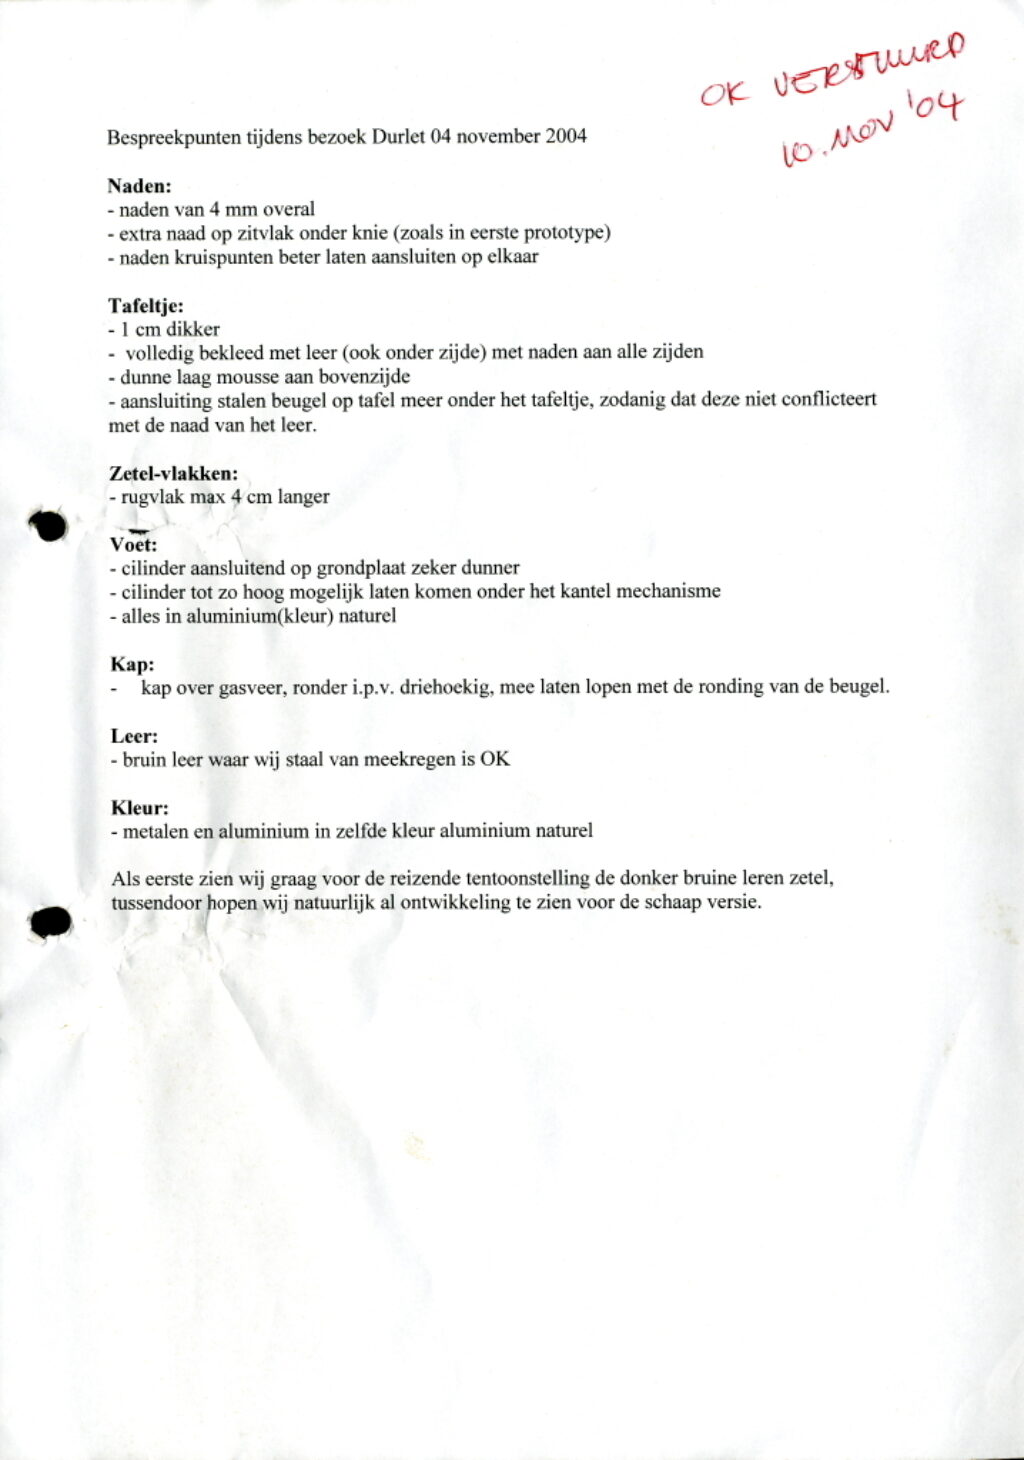 OK VERSTUURD
10. NOV '04
Bespreekpunten tijdens bezoek Durlet 04 november 2004
Naden:
- naden van 4 mm overal
- extra naad op zitvlak onder knie (zoals in eerste prototype)
- naden kruispunten beter laten aansluiten op elkaar
Tafeltje:
- 1 cm dikker
-  volledig bekleed met leer (ook onder zijde) met naden aan alle zijden
- dunne laag mousse aan bovenzijde
- aansluiting stalen beugel op tafel meer onder het tafeltje, zodanig dat deze niet conflicteert
met de naad van het leer.
Zetel-vlakken:
- rugvlak max 4 cm langer
Voet:
- cilinder aansluitend op grondplaat zeker dunner
- cilinder tot zo hoog mogelijk laten komen onder het kantel mechanisme
- alles in aluminium(kleur) naturel
Kap:
-    kap over gasveer, ronder i.p.v. driehoekig, mee laten lopen met de ronding van de beugel.
Leer:
- bruin leer waar wij staal van meekregen is OK
Kleur:
- metalen en aluminium in zelfde kleur aluminium naturel
Als eerste zien wij graag voor de reizende tentoonstelling de donker bruine leren zetel,
tussendoor hopen wij natuurlijk al ontwikkeling te zien voor de schaap versie.